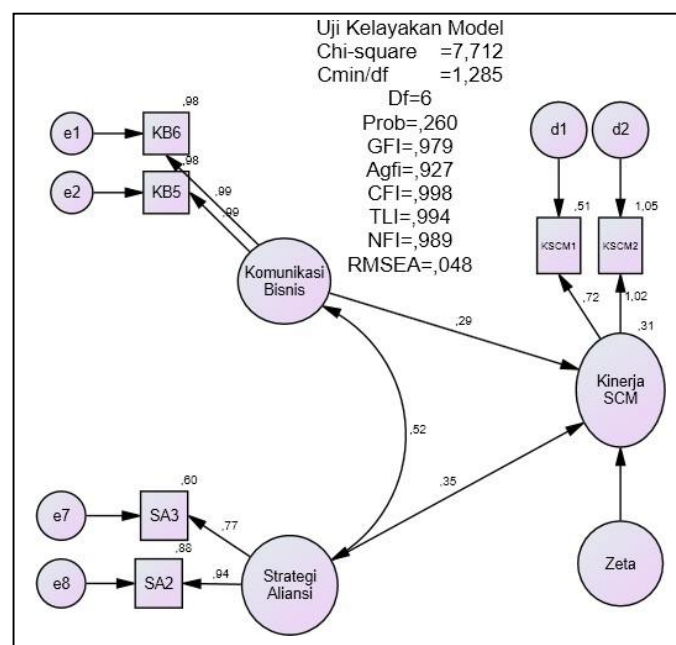 Uji Kelayakan Model
Chi-square =7,712
Cmin/df =1,285
Df=6
Prob=,260
GFI=,979
Agfi=,927
CFI=,998
TLI=,994
NFI=,989
RMSEA=,048
,98
e1
KB6
,98
e2
KB5
,99
,99
Komunikasi
Bisnis
d1
d2
,51
1,05
KSCM1
KSCM2
,72
1,02
,31
,29
Kinerja
SCM
,52
,35
,60
e7
SA3
,77
,88
e8
SA2
,94
Strategi
Aliansi
Zeta